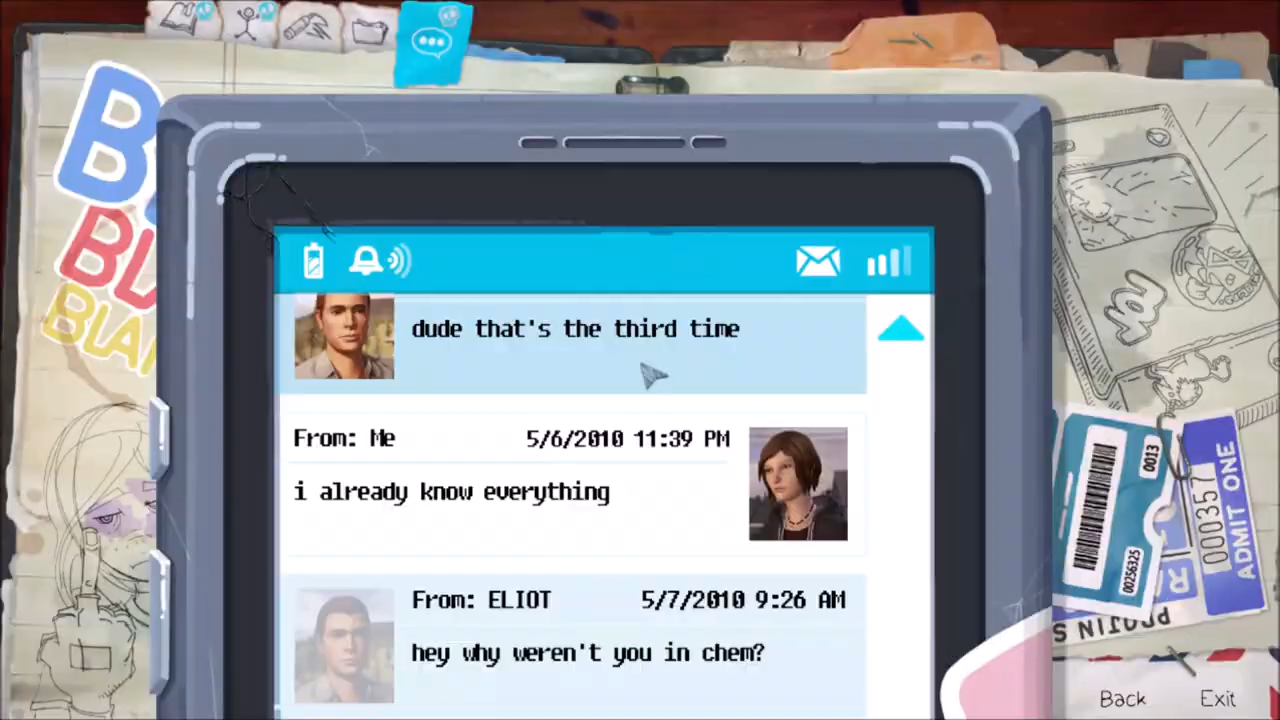 dude that's the third time
From: Me 5/6/2010 11:39 PM
i already know everything
From: ELIOT 5/7/2010 9:26 AM
hey why weren't you in chem?
0013
00256325
000357
ADMIT ONE
Back Exit